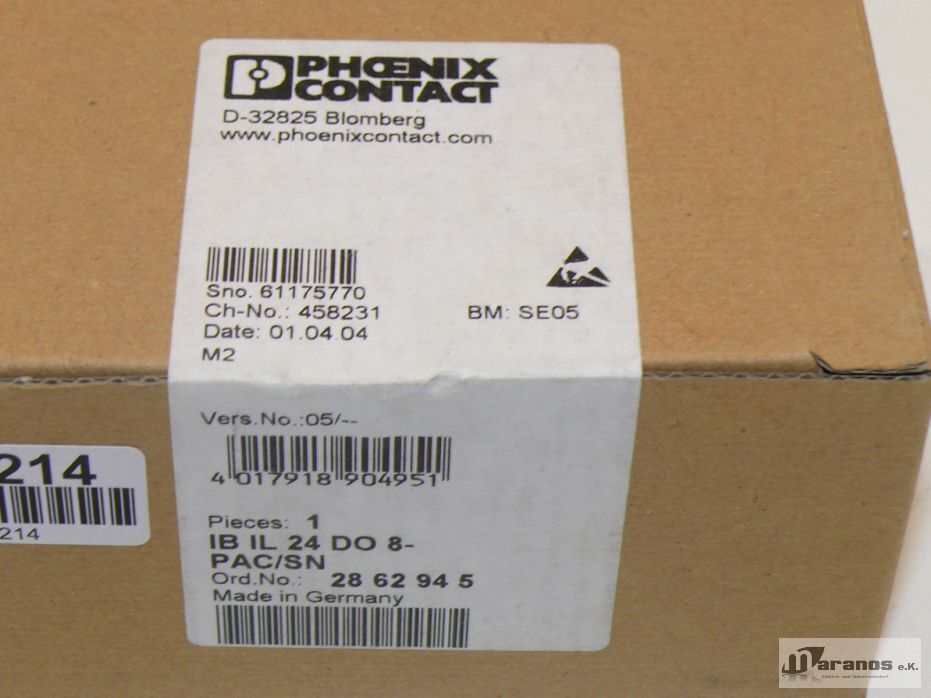 PHŒNIX
CONTACT
D-32825 Blomberg
www.phoenixcontact.com
Sno. 61175770
Ch-No.: 458231
BM: SE05
Date: 01.04.04
M2
Vers.No.:05/--
4 017918 904951
214
214
Pieces: 1
IB IL 24 DO 8-
PAC/SN
Ord.No.: 28 62 94 5
Made in Germany
maranos e.K.